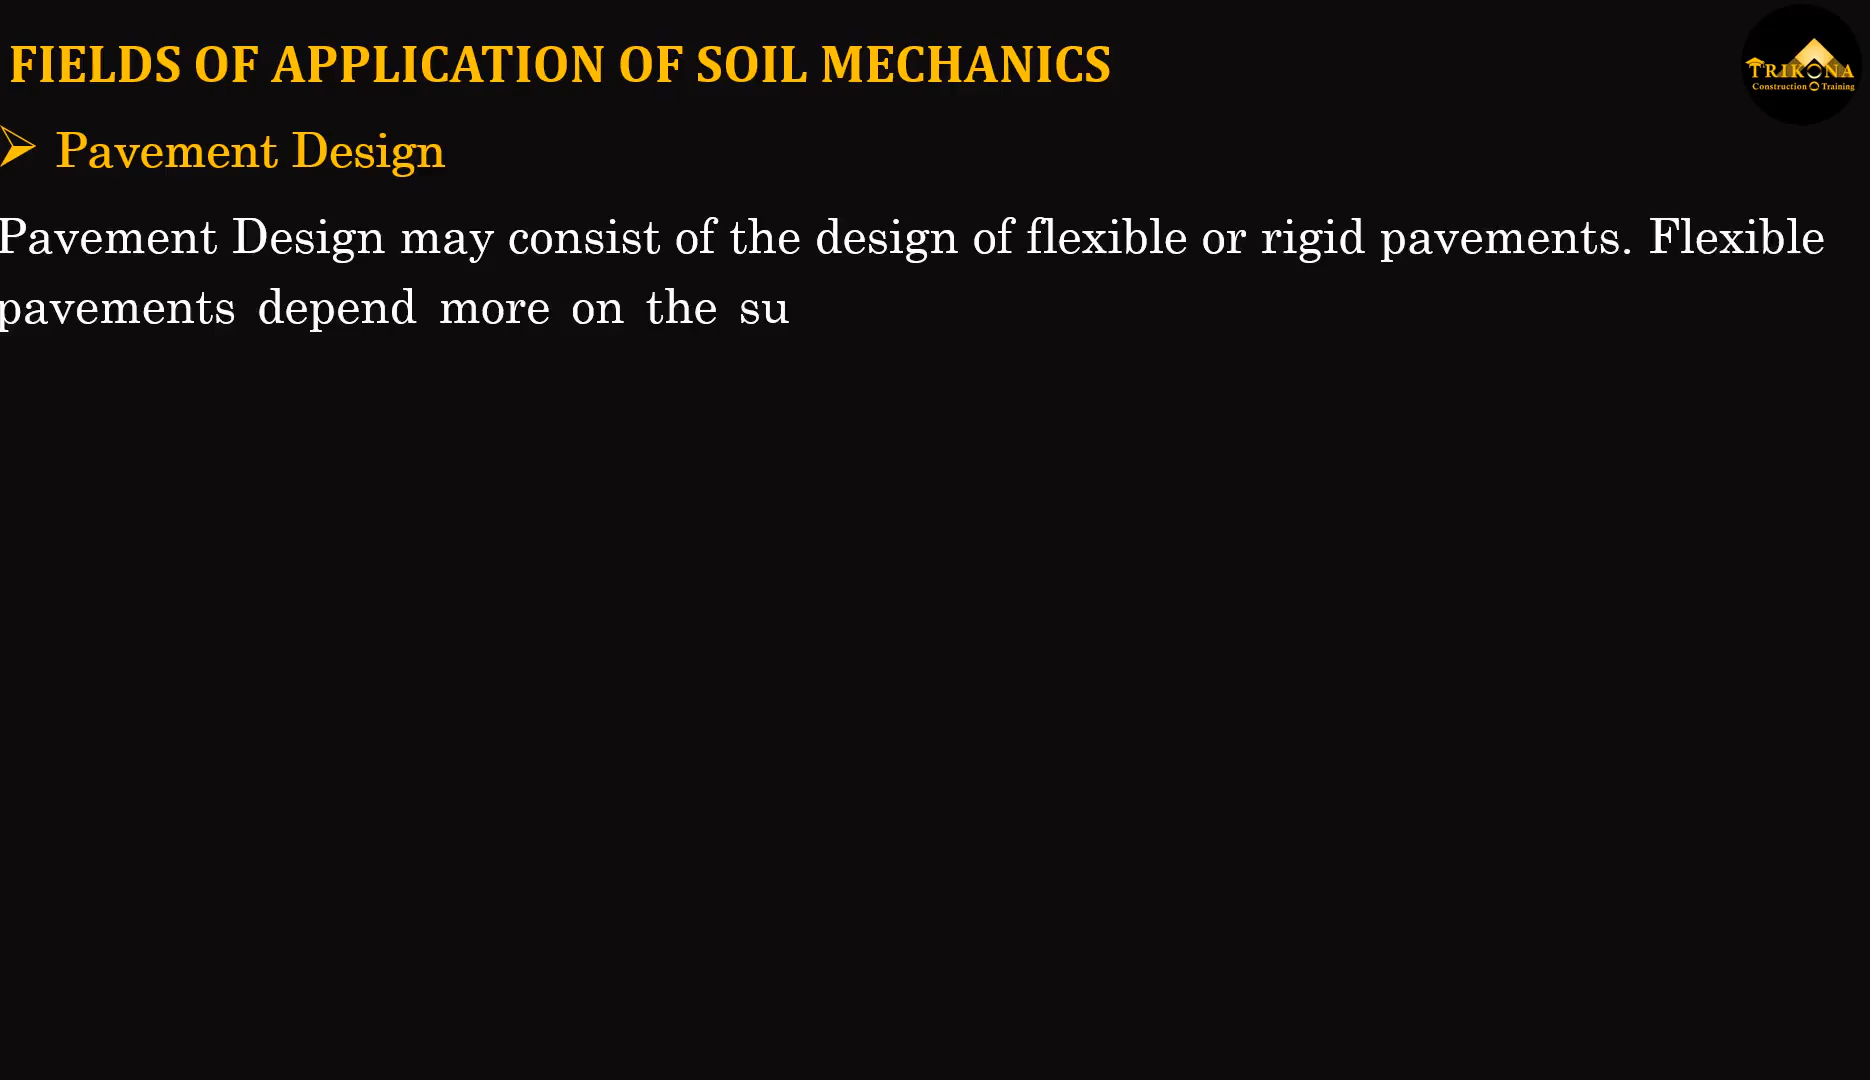 FIELDS OF APPLICATION OF SOIL MECHANICS
TRIKONA
Construction Training
Pavement Design
Pavement Design may consist of the design of flexible or rigid pavements. Flexible
pavements depend more on the su